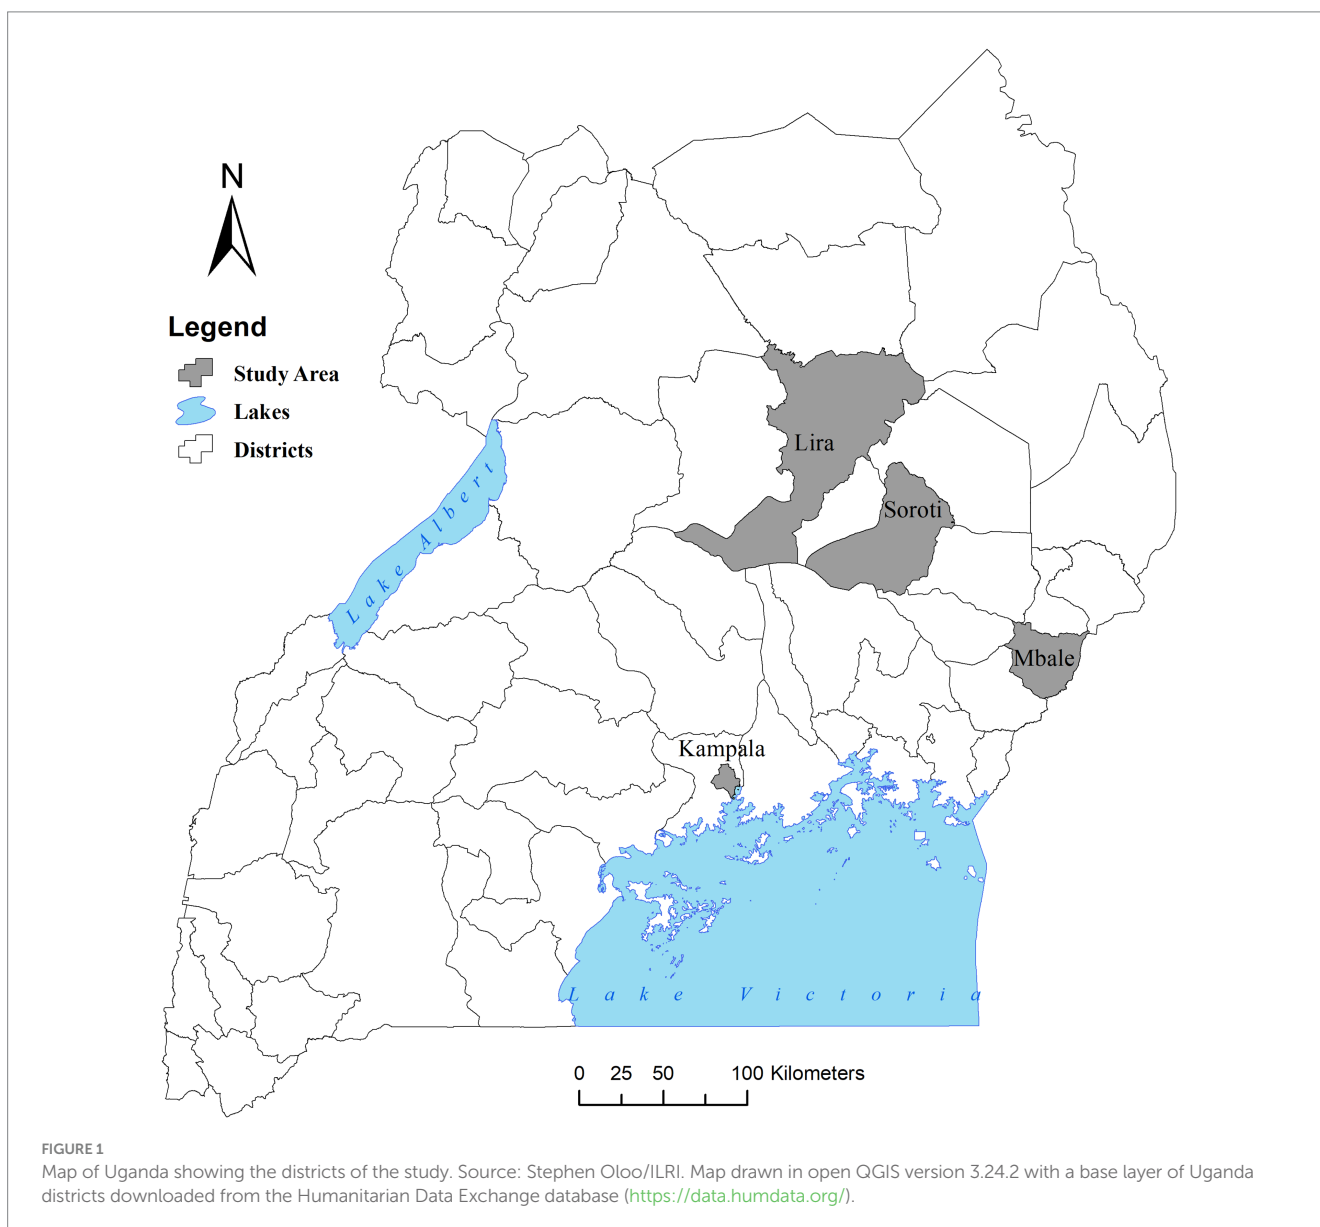 N
Legend
Study Area
Lakes
Districts
Lake Albert
Lira
Soroti
Mbale
Kampala
Lake Victoria
0 25 50 100 Kilometers
FIGURE 1
Map of Uganda showing the districts of the study. Source: Stephen Oloo/ILRI. Map drawn in open QGIS version 3.24.2 with a base layer of Uganda
districts downloaded from the Humanitarian Data Exchange database (https://data.humdata.org/).